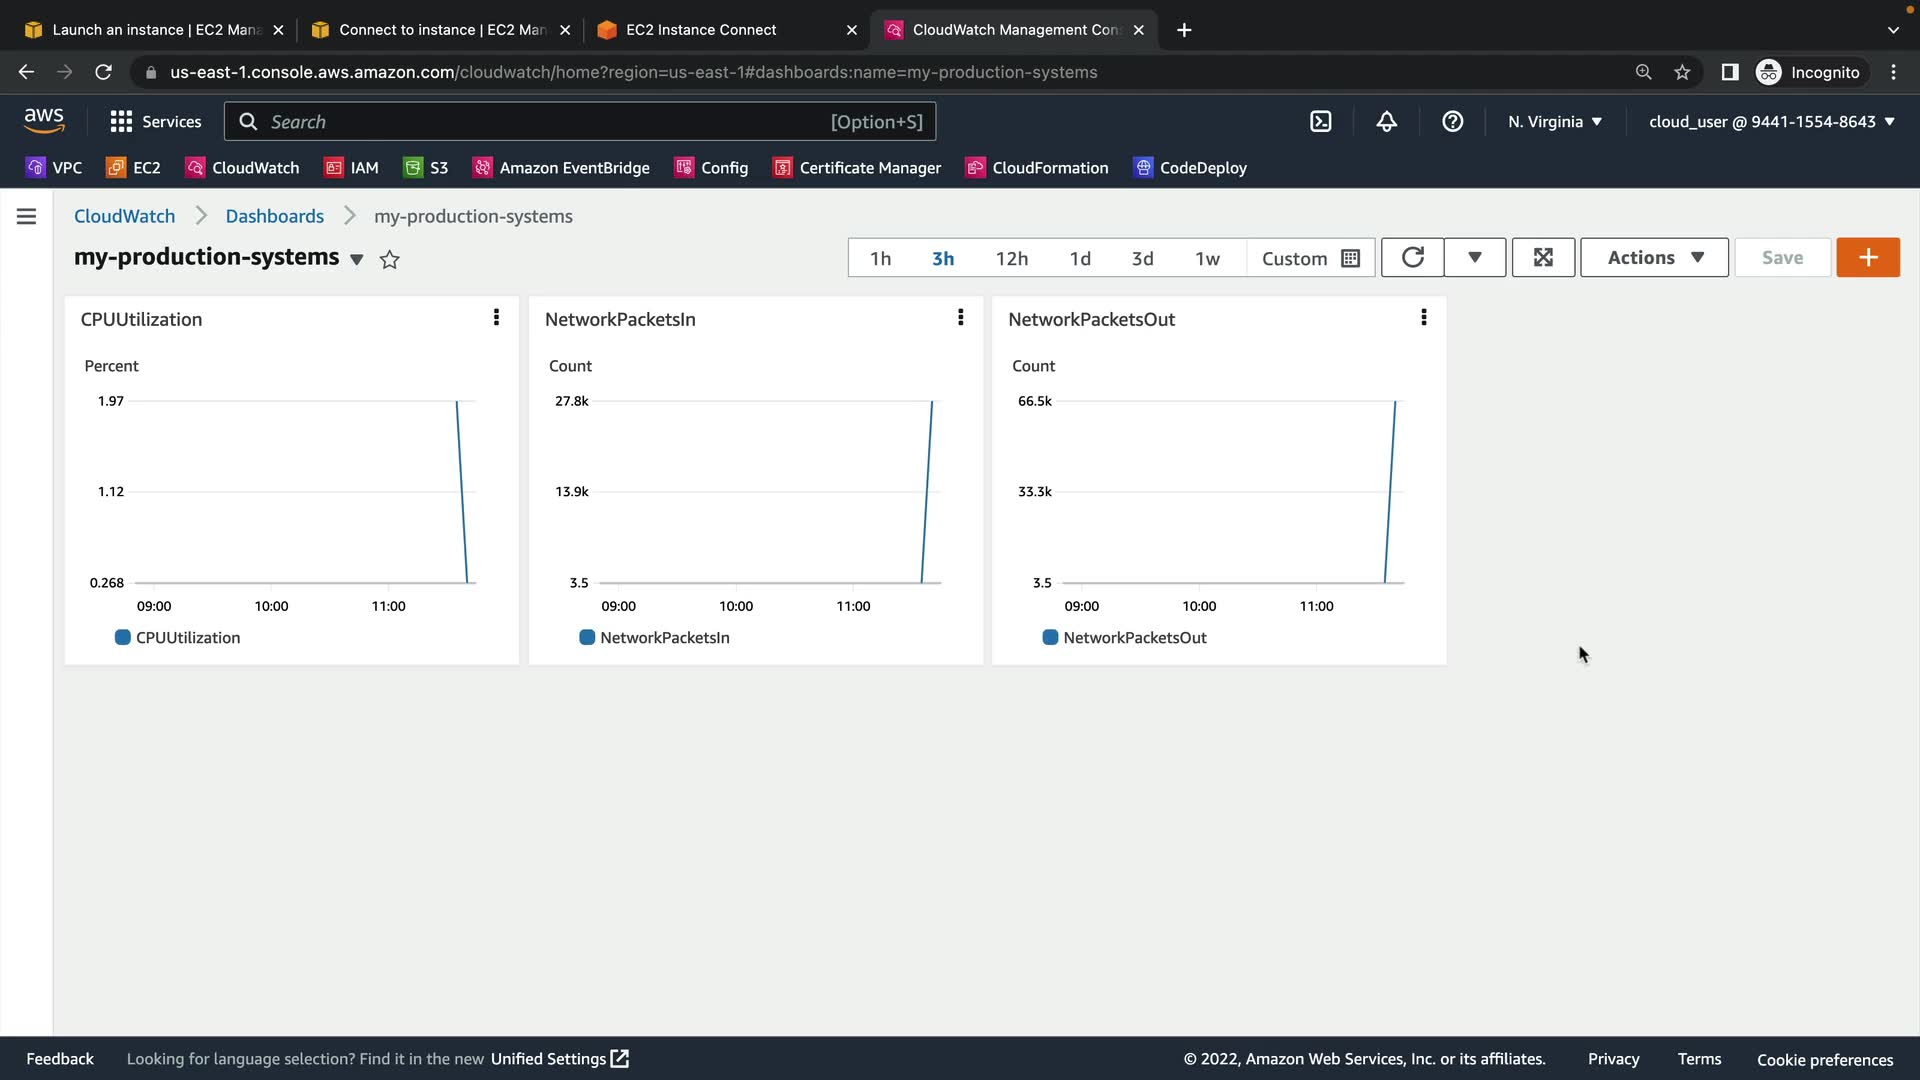 Launch an instance | EC2 Mana
Connect to instance | EC2 Man
EC2 Instance Connect
CloudWatch Management Con
us-east-1.console.aws.amazon.com/cloudwatch/home?region=us-east-1#dashboards:name=my-production-systems
Incognito
aws
Services
Search
[Option+S]
N. Virginia
cloud_user @ 9441-1554-8643
VPC
EC2
CloudWatch
IAM
S3
Amazon EventBridge
Config
Certificate Manager
CloudFormation
CodeDeploy
CloudWatch
Dashboards
my-production-systems
my-production-systems
1h
3h
12h
1d
3d
1w
Custom
Actions
Save
CPUUtilization
Percent
1.97
1.12
0.268
09:00
10:00
11:00
CPUUtilization
NetworkPacketsIn
Count
27.8k
13.9k
3.5
09:00
10:00
11:00
NetworkPacketsIn
NetworkPacketsOut
Count
66.5k
33.3k
3.5
09:00
10:00
11:00
NetworkPacketsOut
Feedback
Looking for language selection? Find it in the new Unified Settings
© 2022, Amazon Web Services, Inc. or its affiliates.
Privacy
Terms
Cookie preferences